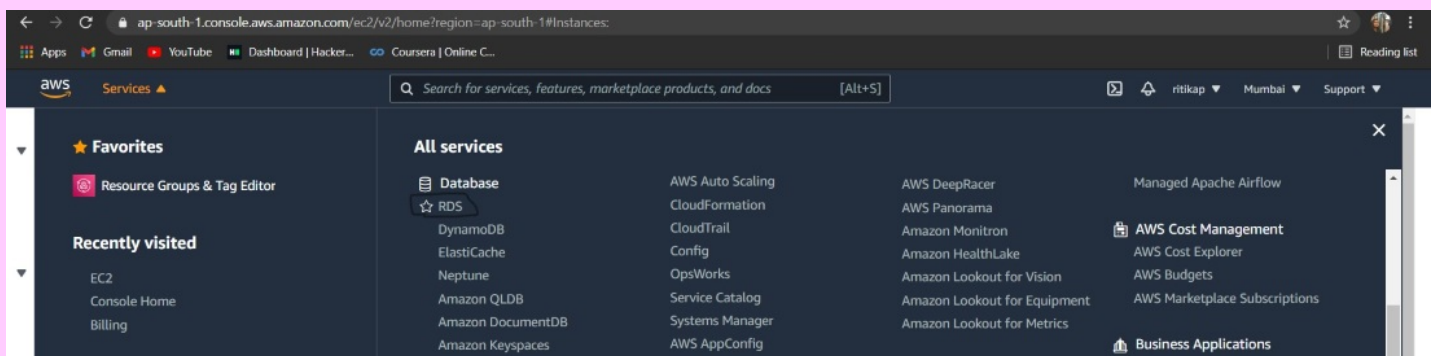 ap-south-1.console.aws.amazon.com/ec2/v2/home?region=ap-south-1#Instances:
Apps
Gmail
YouTube
Dashboard | Hacker...
Coursera | Online C...
Reading list
aws
Services
Search for services, features, marketplace products, and docs [Alt+S]
ritikap
Mumbai
Support
Favorites
Resource Groups & Tag Editor
Recently visited
EC2
Console Home
Billing
All services
Database
RDS
DynamoDB
ElastiCache
Neptune
Amazon QLDB
Amazon DocumentDB
Amazon Keyspaces
AWS Auto Scaling
CloudFormation
CloudTrail
Config
OpsWorks
Service Catalog
Systems Manager
AWS AppConfig
AWS DeepRacer
AWS Panorama
Amazon Monitron
Amazon HealthLake
Amazon Lookout for Vision
Amazon Lookout for Equipment
Amazon Lookout for Metrics
Managed Apache Airflow
AWS Cost Management
AWS Cost Explorer
AWS Budgets
AWS Marketplace Subscriptions
Business Applications